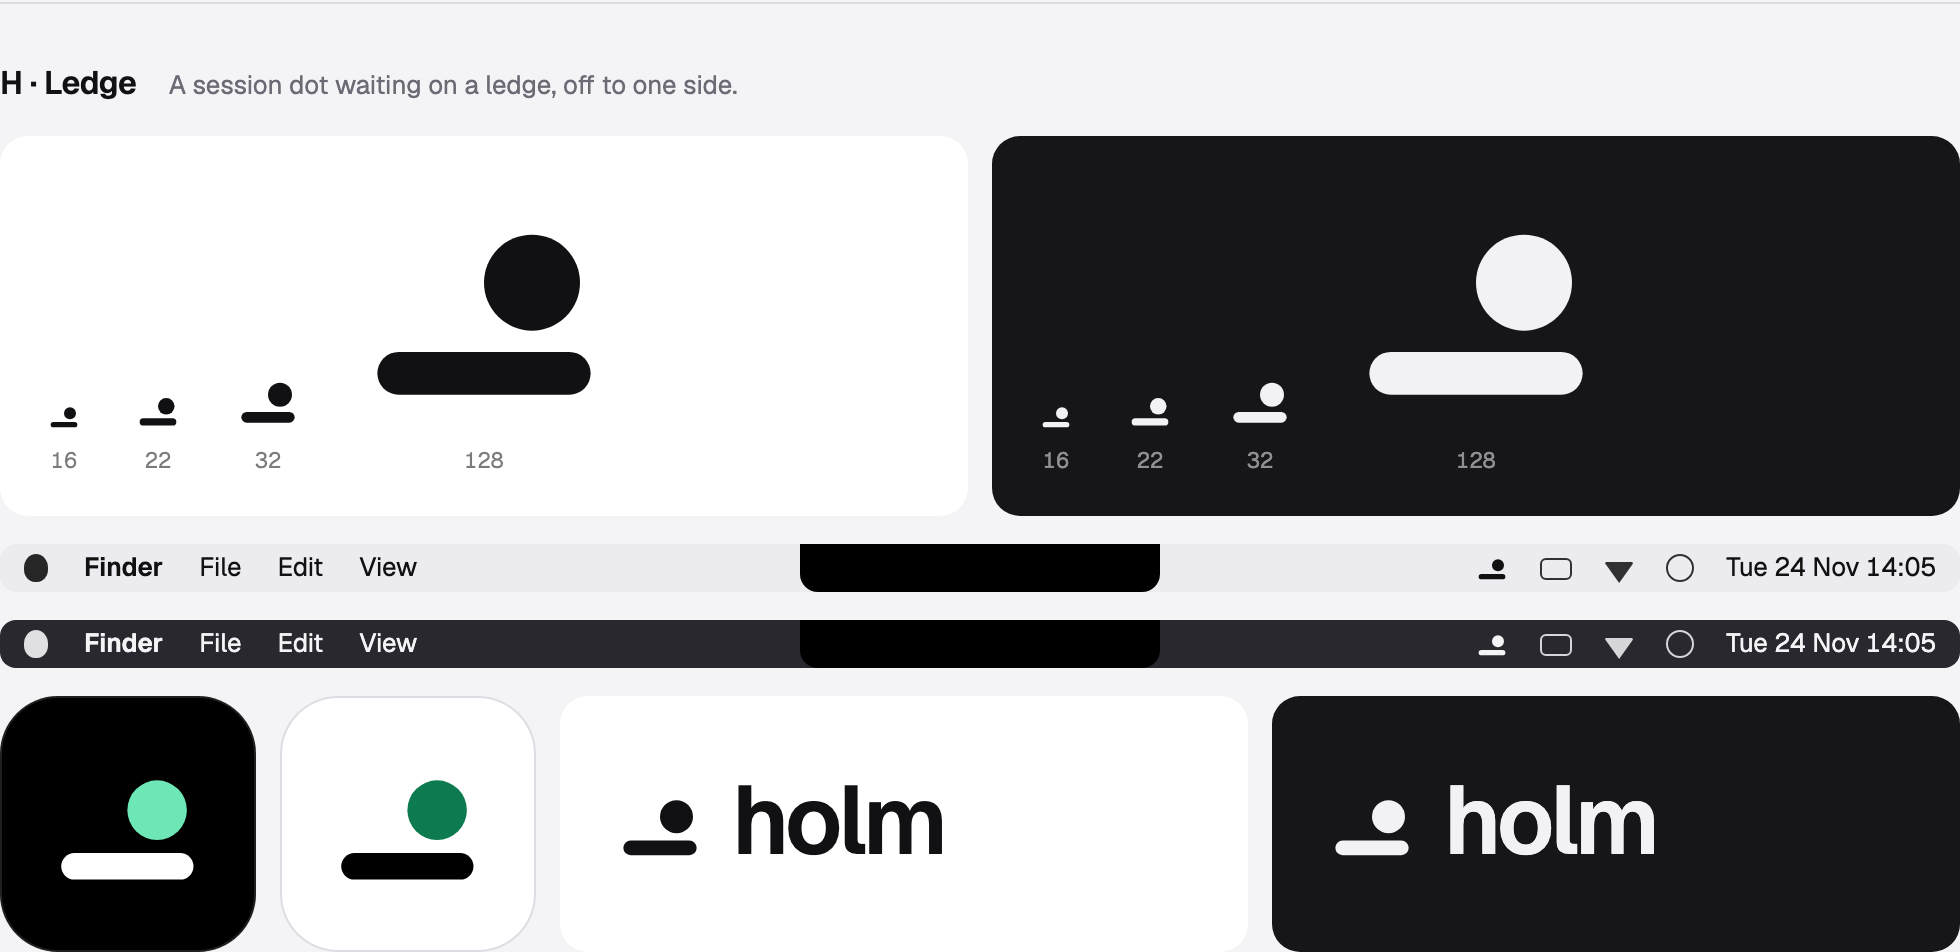 H · Ledge A session dot waiting on a ledge, off to one side.
16 22 32 128
16 22 32 128
Finder File Edit View Tue 24 Nov 14:05
Finder File Edit View Tue 24 Nov 14:05
holm
holm